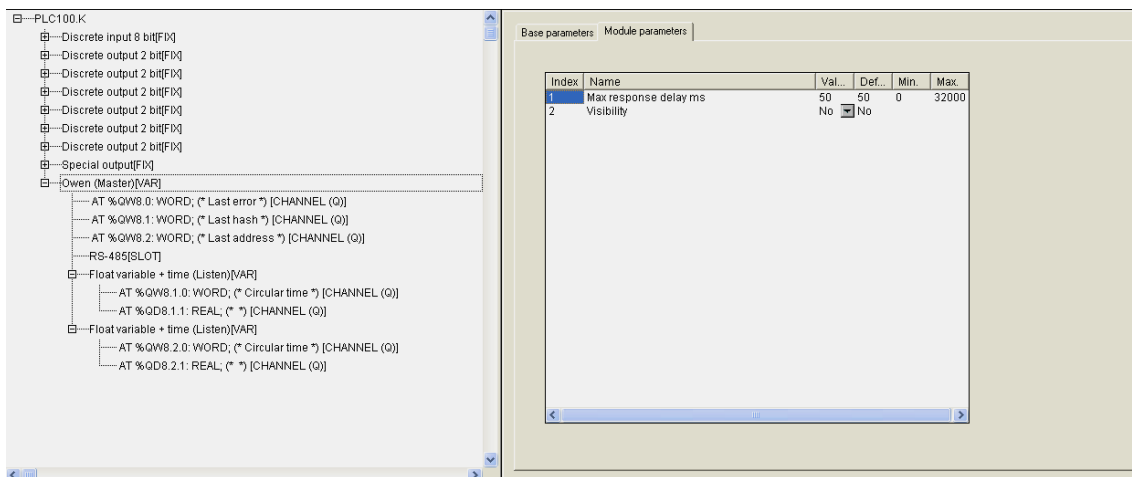 PLC100.K
Discrete input 8 bit[FIX]
Discrete output 2 bit[FIX]
Discrete output 2 bit[FIX]
Discrete output 2 bit[FIX]
Discrete output 2 bit[FIX]
Discrete output 2 bit[FIX]
Discrete output 2 bit[FIX]
Special output[FIX]
Owen (Master)[VAR]
AT %QW8.0: WORD; (* Last error *) [CHANNEL (Q)]
AT %QW8.1: WORD; (* Last hash *) [CHANNEL (Q)]
AT %QW8.2: WORD; (* Last address *) [CHANNEL (Q)]
RS-485[SLOT]
Float variable + time (Listen)[VAR]
AT %QW8.1.0: WORD; (* Circular time *) [CHANNEL (Q)]
AT %QD8.1.1: REAL; (* *) [CHANNEL (Q)]
Float variable + time (Listen)[VAR]
AT %QW8.2.0: WORD; (* Circular time *) [CHANNEL (Q)]
AT %QD8.2.1: REAL; (* *) [CHANNEL (Q)]
Base parameters Module parameters
Index Name Val... Def... Min. Max.
1 Max response delay ms 50 50 0 32000
2 Visibility No No